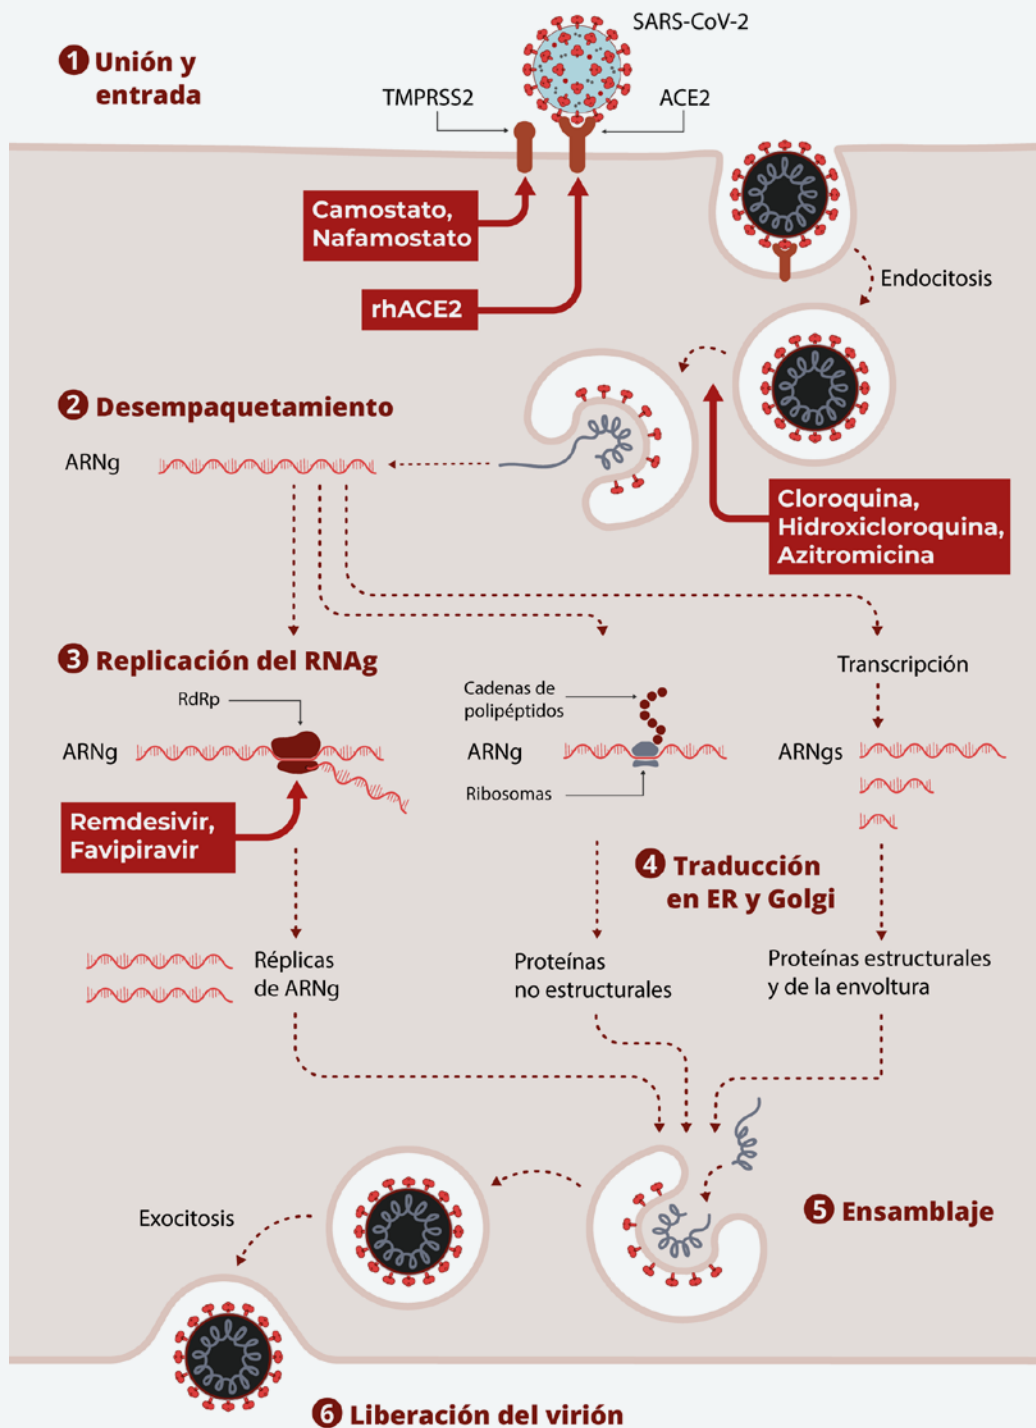 SARS-CoV-2
1 Unión y
entrada
TMPRSS2
ACE2
Camostato,
Nafamostato
rhACE2
Endocitosis
2 Desempaquetamiento
ARNg
Cloroquina,
Hidroxicloroquina,
Azitromicina
3 Replicación del RNAg
RdRp
ARNg
Remdesivir,
Favipiravir
Cadenas de
polipéptidos
ARNg
Ribosomas
Transcripción
ARNgs
4 Traducción
en ER y Golgi
Réplicas
de ARNg
Proteínas
no estructurales
Proteínas estructurales
y de la envoltura
5 Ensamblaje
Exocitosis
6 Liberación del virión